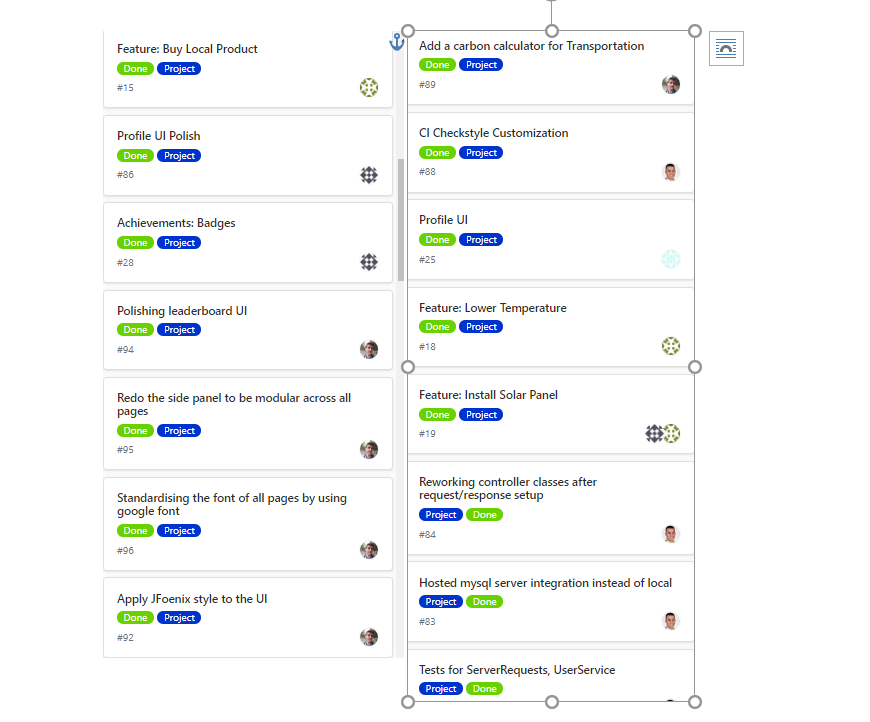 Feature: Buy Local Product
Done Project
#15
Profile UI Polish
Done Project
#86
Achievements: Badges
Done Project
#28
Polishing leaderboard UI
Done Project
#94
Redo the side panel to be modular across all
pages
Done Project
#95
Standardising the font of all pages by using
google font
Done Project
#96
Apply JFoenix style to the UI
Done Project
#92
Add a carbon calculator for Transportation
Done Project
#89
CI Checkstyle Customization
Done Project
#88
Profile UI
Done Project
#25
Feature: Lower Temperature
Done Project
#18
Feature: Install Solar Panel
Done Project
#19
Reworking controller classes after
request/response setup
Project Done
#84
Hosted mysql server integration instead of local
Project Done
#83
Tests for ServerRequests, UserService
Project Done